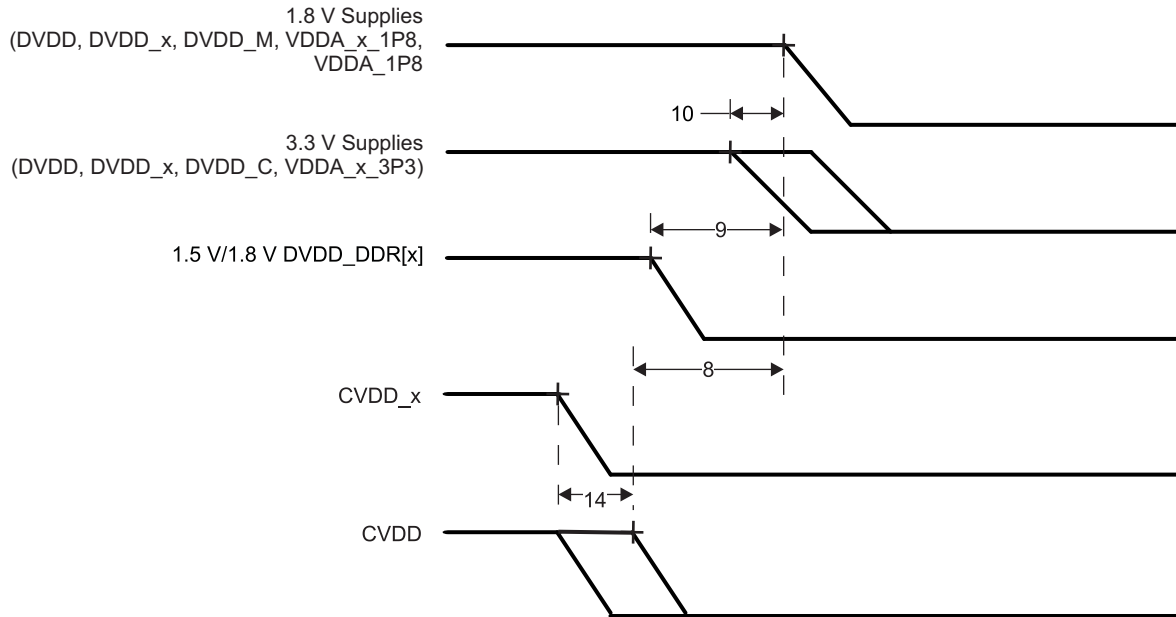 1.8 V Supplies
(DVDD, DVDD_x, DVDD_M, VDDA_x_1P8,
VDDA_1P8
10
3.3 V Supplies
(DVDD, DVDD_x, DVDD_C, VDDA_x_3P3)
9
1.5 V/1.8 V DVDD_DDR[x]
8
CVDD_x
14
CVDD